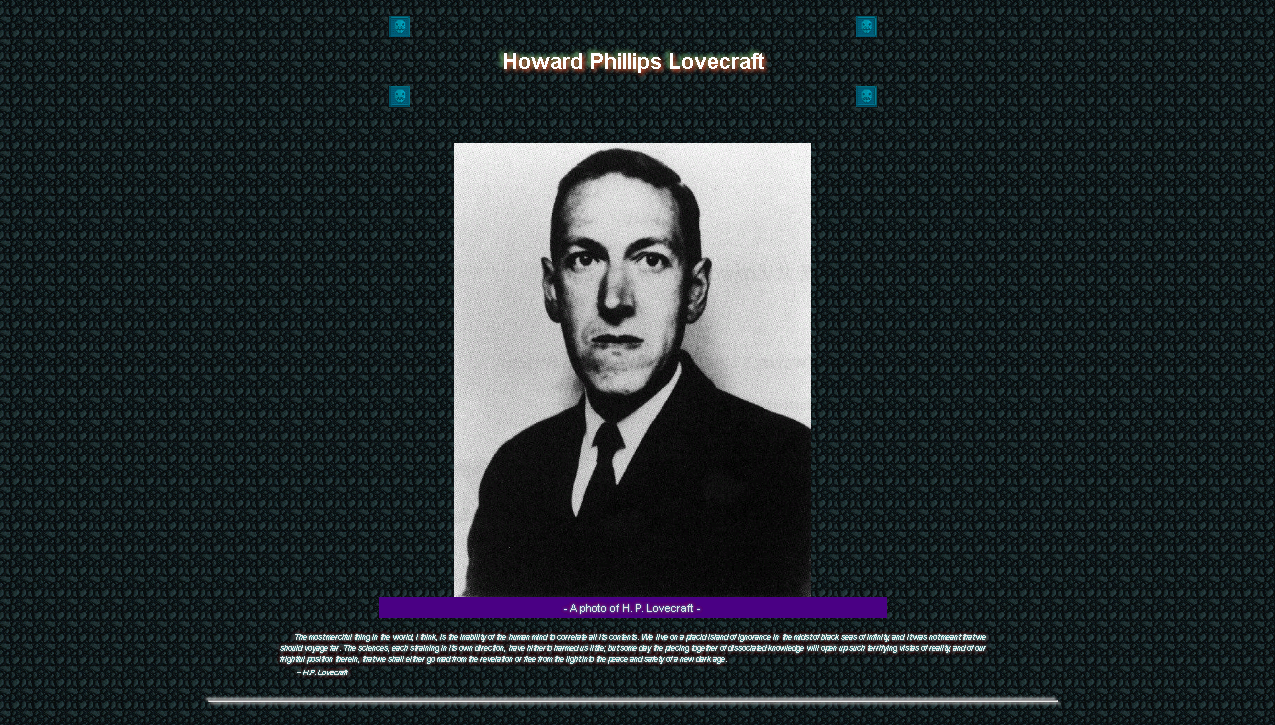 Howard Phillips Lovecraft
- A photo of H. P. Lovecraft -
The most merciful thing in the world, I think, is the inability of the human mind to correlate all its contents. We live on a placid island of ignorance in the midst of black seas of infinity, and it was not meant that we
should voyage far. The sciences, each straining in its own direction, have hitherto harmed us little; but some day the piecing together of dissociated knowledge will open up such terrifying vistas of reality, and of our
frightful position therein, that we shall either go mad from the revelation or flee from the light into the peace and safety of a new dark age.
-- H.P. Lovecraft